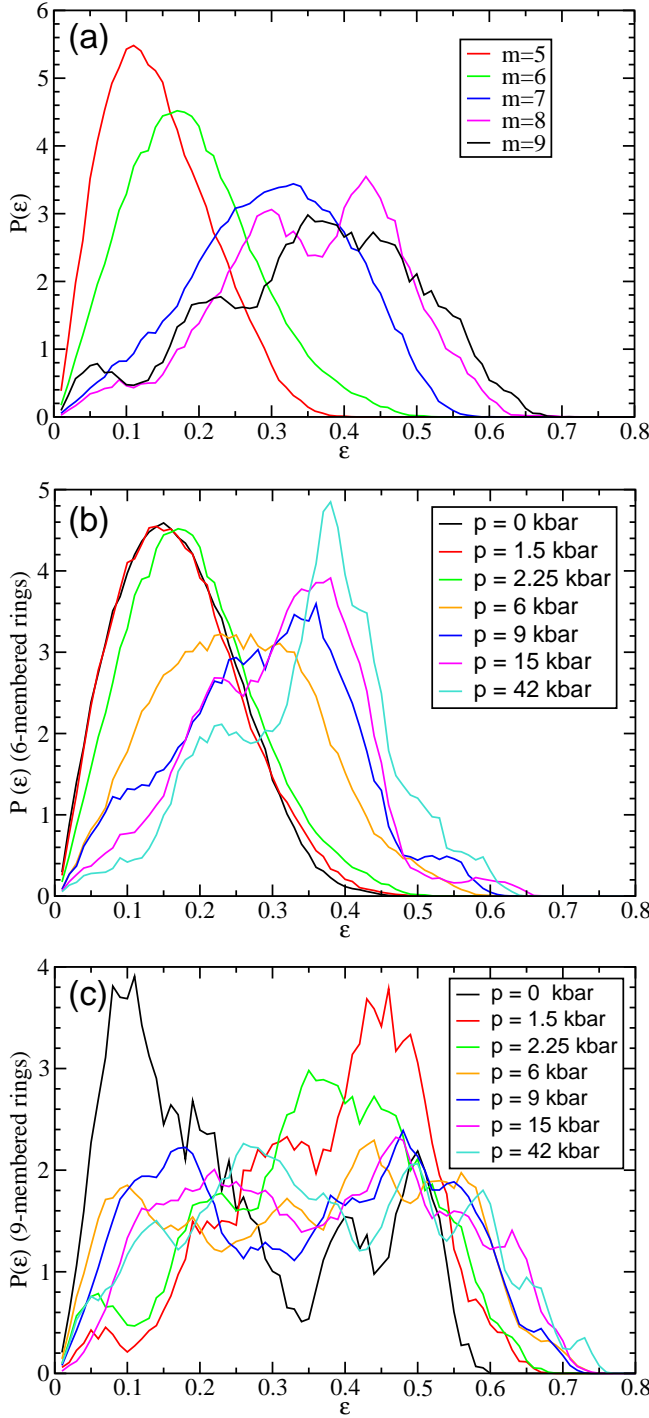 (a)
6
5
4
3
2
1
0
P(ε)
m=5
m=6
m=7
m=8
m=9
0 0.1 0.2 0.3 0.4 0.5 0.6 0.7 0.8
ε
(b)
5
4
3
2
1
0
P (ε) (6-membered rings)
p = 0 kbar
p = 1.5 kbar
p = 2.25 kbar
p = 6 kbar
p = 9 kbar
p = 15 kbar
p = 42 kbar
0 0.1 0.2 0.3 0.4 0.5 0.6 0.7 0.8
ε
(c)
4
3
2
1
0
P(ε) (9-membered rings)
p = 0 kbar
p = 1.5 kbar
p = 2.25 kbar
p = 6 kbar
p = 9 kbar
p = 15 kbar
p = 42 kbar
0 0.1 0.2 0.3 0.4 0.5 0.6 0.7 0.8
ε